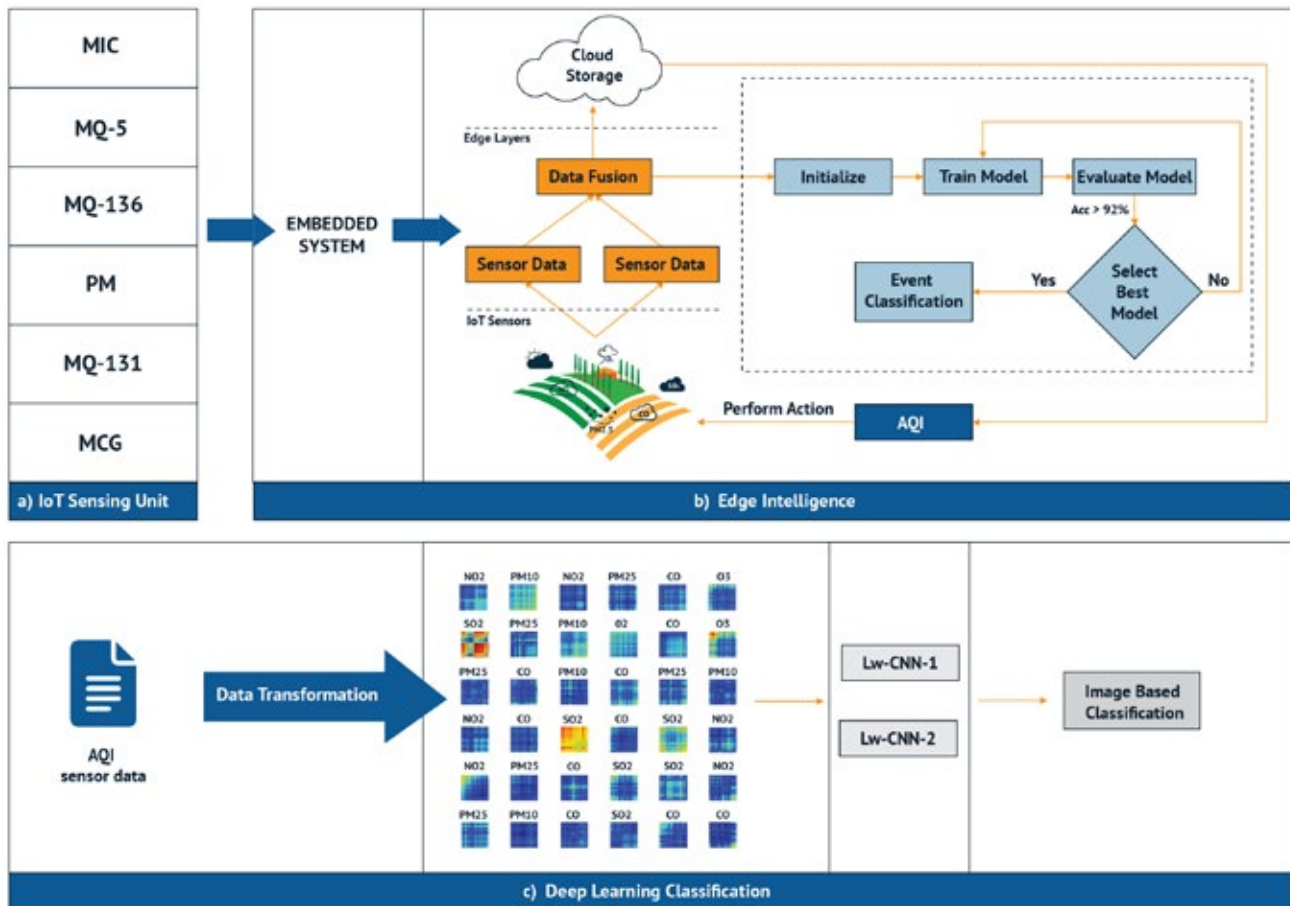 MIC
MQ-5
MQ-136
PM
MQ-131
MCG
a) IoT Sensing Unit
EMBEDDED
SYSTEM
Cloud
Storage
Edge Layers
Data Fusion
Sensor Data
Sensor Data
IoT Sensors
Initialize
Train Model
Evaluate Model
Acc > 92%
Select
Best
Model
Yes
No
Event
Classification
CO
Perform Action
AQI
b) Edge Intelligence
AQI
sensor data
Data Transformation
NO2 PM10 NO2 PM25 CO O3
SO2 PM25 PM10 O2 CO O3
PM25 CO PM10 CO PM25 PM10
NO2 CO SO2 CO SO2 NO2
NO2 PM25 CO SO2 SO2 NO2
PM25 PM10 CO SO2 CO CO
Lw-CNN-1
Lw-CNN-2
Image Based
Classification
c) Deep Learning Classification